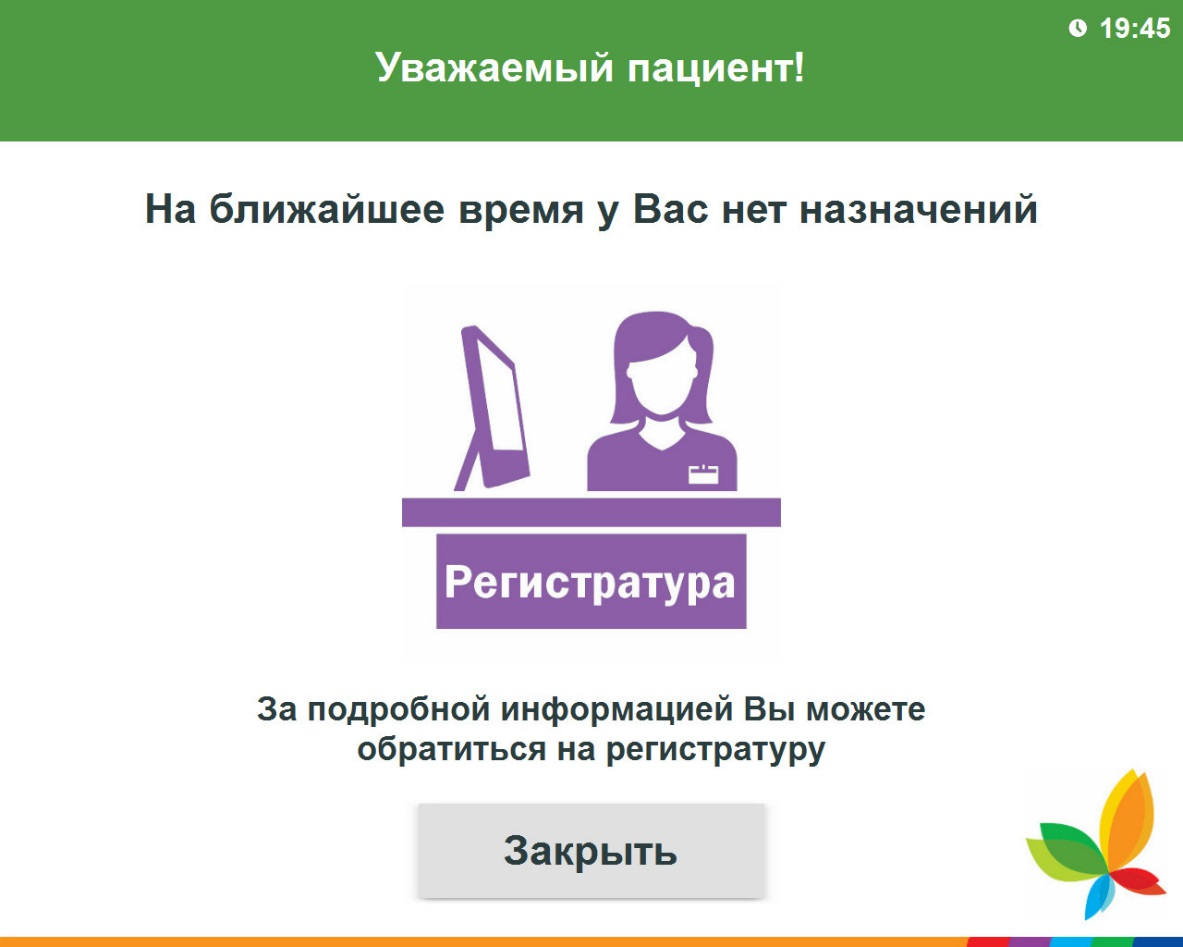 19:45
Уважаемый пациент!
На ближайшее время у Вас нет назначений
Регистратура
За подробной информацией Вы можете
обратиться на регистратуру
Закрыть